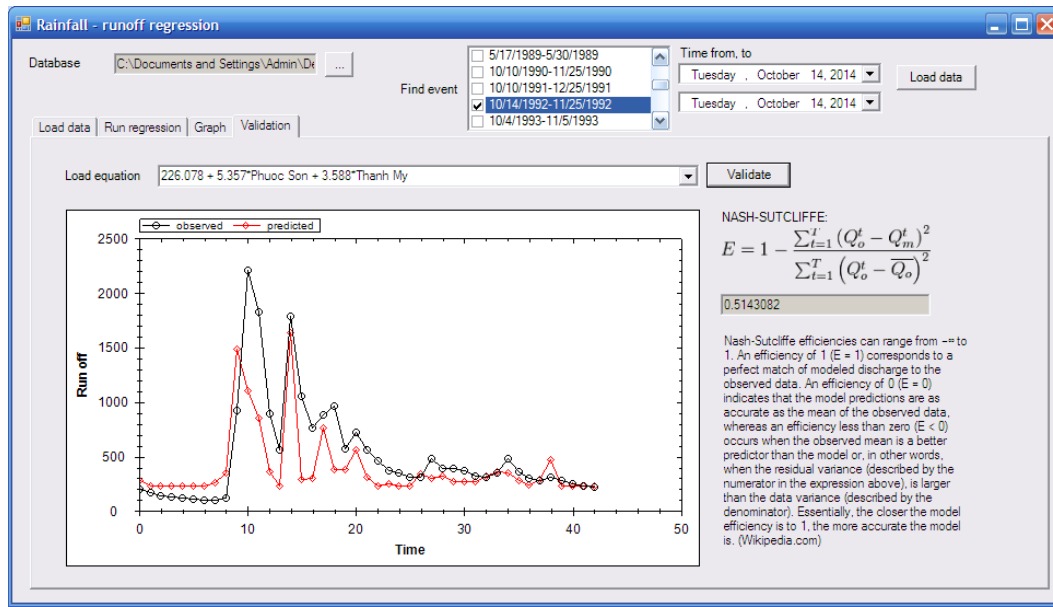 Rainfall - runoff regression
Database
C:\Documents and Settings\Admin\De
...
Find event
5/17/1989-5/30/1989
10/10/1990-11/25/1990
10/10/1991-12/25/1991
10/14/1992-11/25/1992
10/4/1993-11/5/1993
Time from, to
Tuesday , October 14, 2014
Tuesday , October 14, 2014
Load data
Load data
Run regression
Graph
Validation
Load equation
226.078 + 5.357*Phuoc Son + 3.588*Thanh My
Validate
observed
predicted
2500
2000
1500
1000
500
0
Run off
0
10
20
30
40
50
Time
NASH-SUTCLIFFE:
E = 1 - \frac{\sum_{t=1}^{T} (Q_o^t - Q_m^t)^2}{\sum_{t=1}^{T} (Q_o^t - \overline{Q_o})^2}
0.5143082
Nash-Sutcliffe efficiencies can range from -∞ to
1. An efficiency of 1 (E = 1) corresponds to a
perfect match of modeled discharge to the
observed data. An efficiency of 0 (E = 0)
indicates that the model predictions are as
accurate as the mean of the observed data,
whereas an efficiency less than zero (E < 0)
occurs when the observed mean is a better
predictor than the model or, in other words,
when the residual variance (described by the
numerator in the expression above), is larger
than the data variance (described by the
denominator). Essentially, the closer the model
efficiency is to 1, the more accurate the model
is. (Wikipedia.com)